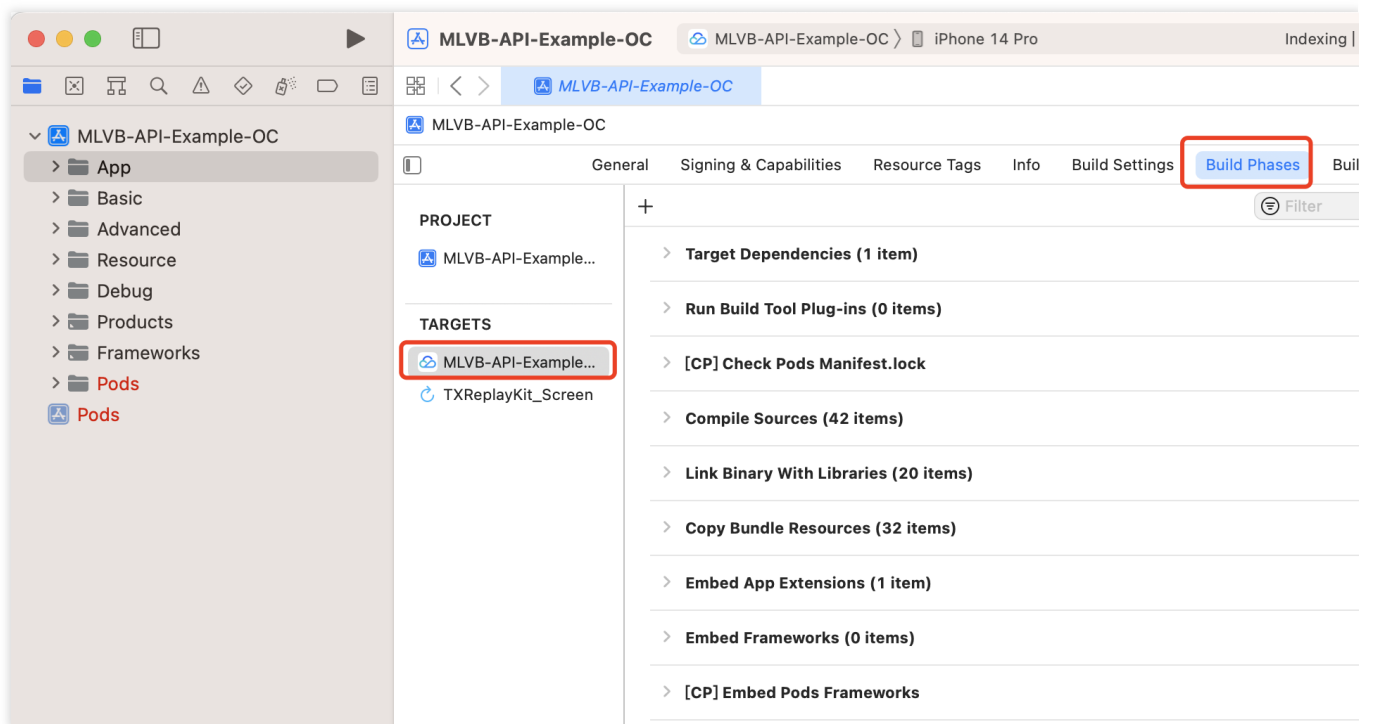 MLVB-API-Example-OC
MLVB-API-Example-OC 〉 iPhone 14 Pro
Indexing |
MLVB-API-Example-OC
MLVB-API-Example-OC
App
Basic
Advanced
Resource
Debug
Products
Frameworks
Pods
Pods
MLVB-API-Example-OC
General Signing & Capabilities Resource Tags Info Build Settings Build Phases Buil
Filter
PROJECT
MLVB-API-Example...
TARGETS
MLVB-API-Example...
TXReplayKit_Screen
Target Dependencies (1 item)
Run Build Tool Plug-ins (0 items)
[CP] Check Pods Manifest.lock
Compile Sources (42 items)
Link Binary With Libraries (20 items)
Copy Bundle Resources (32 items)
Embed App Extensions (1 item)
Embed Frameworks (0 items)
[CP] Embed Pods Frameworks